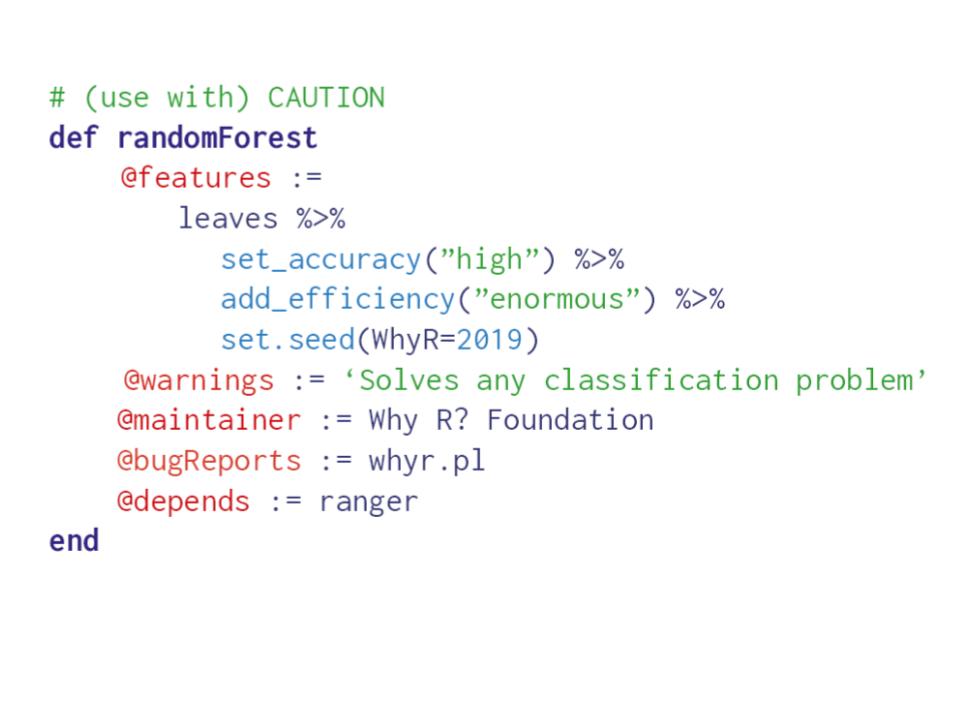 # (use with) CAUTION
def randomForest
@features :=
leaves %>%
set_accuracy(”high”) %>%
add_efficiency(”enormous”) %>%
set.seed(WhyR=2019)
@warnings := ‘Solves any classification problem’
@maintainer := Why R? Foundation
@bugReports := whyr.pl
@depends := ranger
end